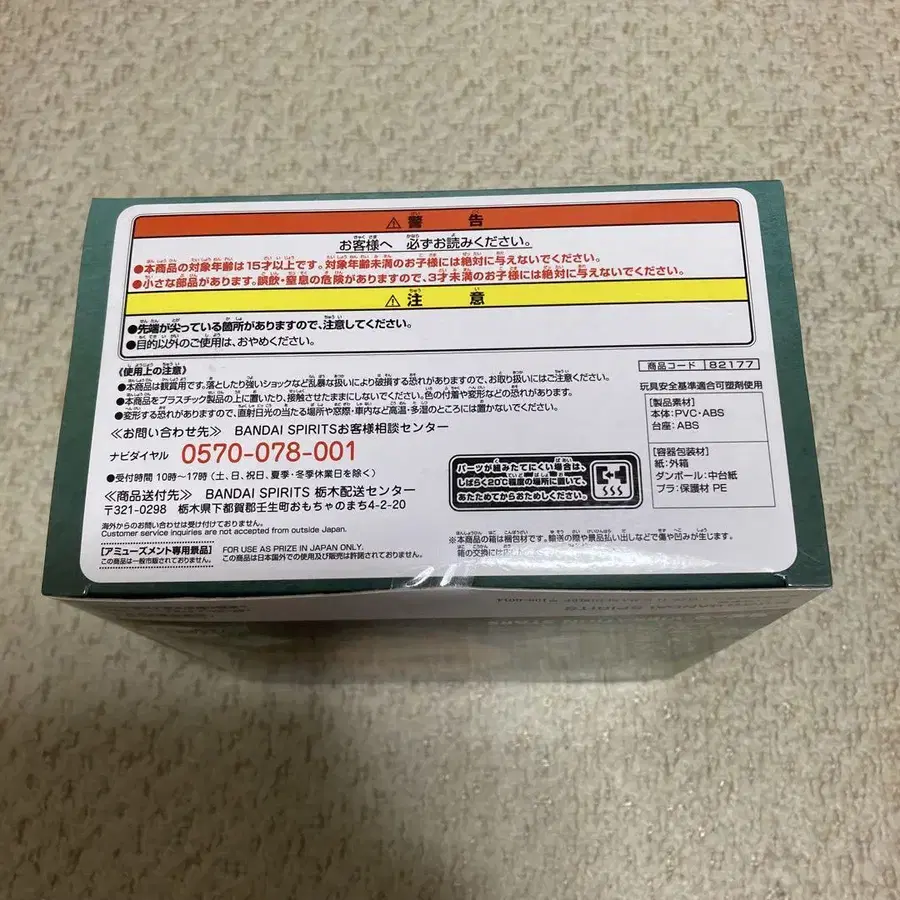 ⚠警告
お客様へ 必ずお読みください。
●本商品の対象年齢は15才以上です。対象年齢未満のお子様には絶対に与えないでください。
●小さな部品があります。誤飲・窒息の危険がありますので、3才未満のお子様には絶対に与えないでください。
⚠注意
●先端が尖っている箇所がありますので、注意してください。
●目的以外のご使用は、おやめください。
《使用上の注意》
●本商品は観賞用です。落としたり強いショックなど乱暴な扱いにより破損する恐れがありますので、お取り扱いにはご注意ください。
●本商品をプラスチック製品の上に置いたり、接触させたままにしないでください。色の付着や変形などの恐れがあります。
●変形する恐れがありますので、直射日光の当たる場所や窓際・車内など高温・多湿のところには置かないでください。
≪お問い合わせ先≫ BANDAI SPIRITSお客様相談センター
ナビダイヤル 0570-078-001
●受付時間 10時〜17時(土、日、祝日、夏季・冬季休業日を除く)
≪商品送付先≫ BANDAI SPIRITS 栃木配送センター
〒321-0298 栃木県下都賀郡壬生町おもちゃのまち4-2-20
海外からのお問い合わせは受け付けておりません。
Customer service inquiries are not accepted from outside Japan.
【アミューズメント専用景品】
この商品は一般市販されておりません。
FOR USE AS PRIZE IN JAPAN ONLY.
この商品は日本国外での使用及び販売は許諾されておりません。
商品コード 82177
玩具安全基準適合可塑剤使用
[製品素材]
本体:PVC・ABS
台座:ABS
[容器包装材]
紙:外箱
ダンボール:中台紙
プラ:保護材 PE
パーツが組みたてにくい場合は、
しばらく20℃程度の場所に置いて、
あたためてからおためしください。
※本商品の箱は梱包材です。輸送の際や景品払い出しなどで傷や凹みが生じます。
箱の交換には